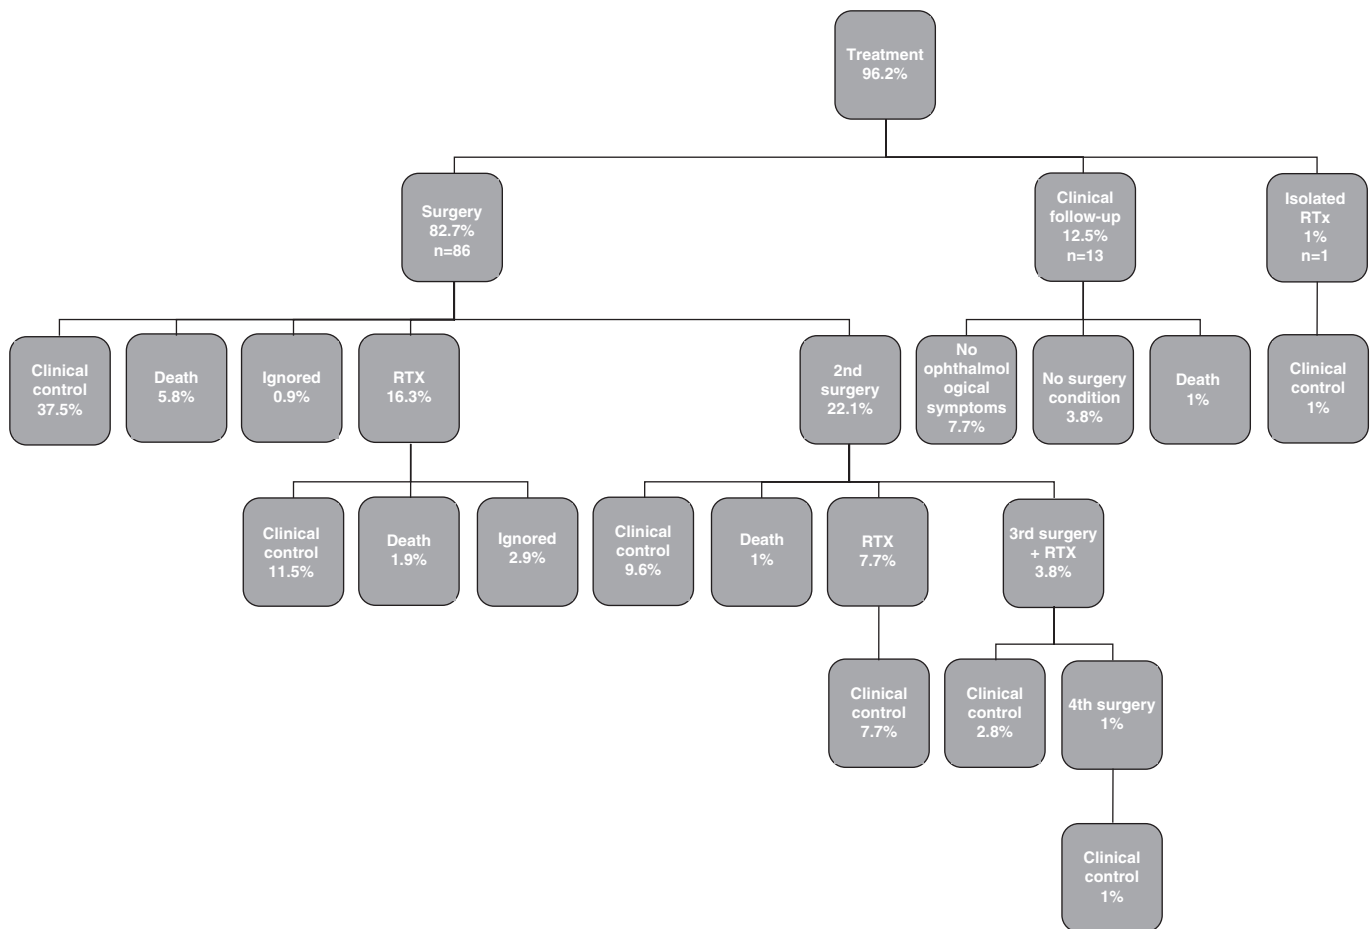 Treatment
96.2%
Surgery
82.7%
n=86
Clinical
follow-up
12.5%
n=13
Isolated
RTx
1%
n=1
Clinical
control
37.5%
Death
5.8%
Ignored
0.9%
RTX
16.3%
2nd
surgery
22.1%
No
ophthalmol
ogical
symptoms
7.7%
No surgery
condition
3.8%
Death
1%
Clinical
control
1%
Clinical
control
11.5%
Death
1.9%
Ignored
2.9%
Clinical
control
9.6%
Death
1%
RTX
7.7%
3rd surgery
+ RTX
3.8%
Clinical
control
7.7%
Clinical
control
2.8%
4th surgery
1%
Clinical
control
1%